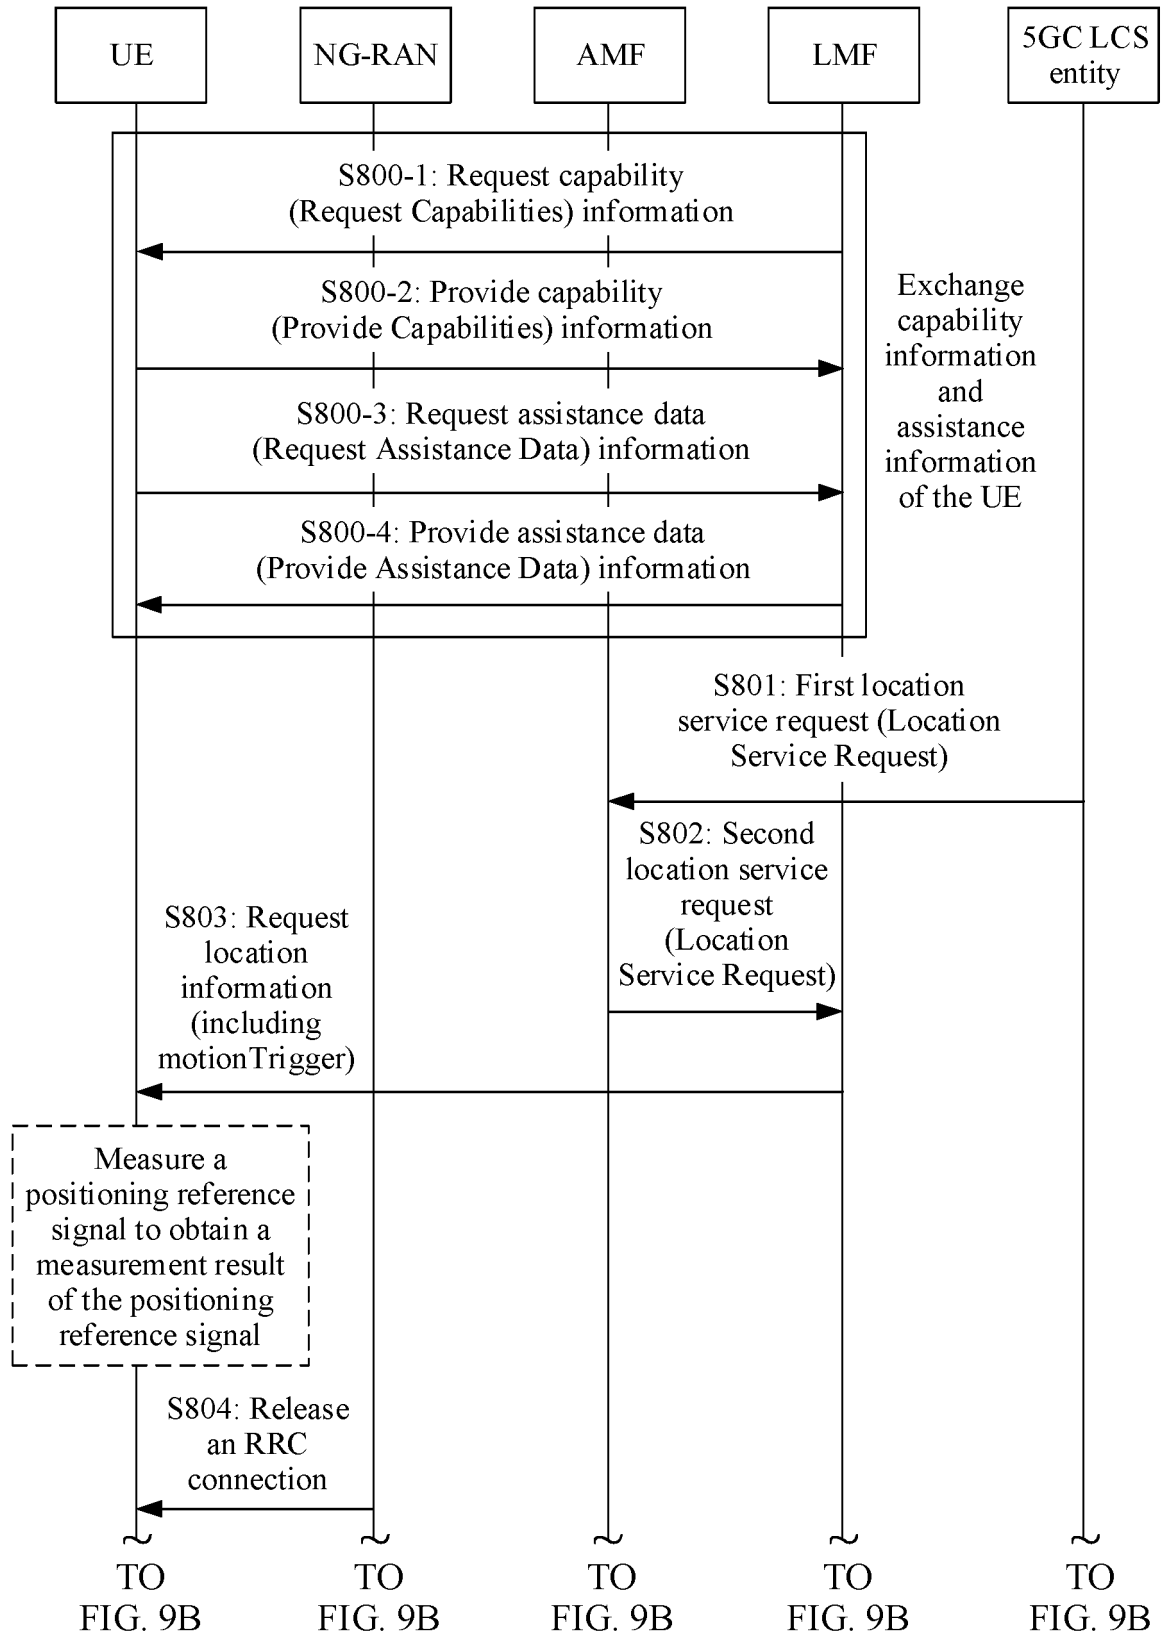 UE
NG-RAN
AMF
LMF
5GC LCS
entity
S800-1: Request capability
(Request Capabilities) information
S800-2: Provide capability
(Provide Capabilities) information
S800-3: Request assistance data
(Request Assistance Data) information
S800-4: Provide assistance data
(Provide Assistance Data) information
Exchange
capability
information
and
assistance
information
of the UE
S801: First location
service request (Location
Service Request)
S802: Second
location service
request
(Location
Service Request)
S803: Request
location
information
(including
motionTrigger)
Measure a
positioning reference
signal to obtain a
measurement result
of the positioning
reference signal
S804: Release
an RRC
connection
TO
FIG. 9B
TO
FIG. 9B
TO
FIG. 9B
TO
FIG. 9B
TO
FIG. 9B